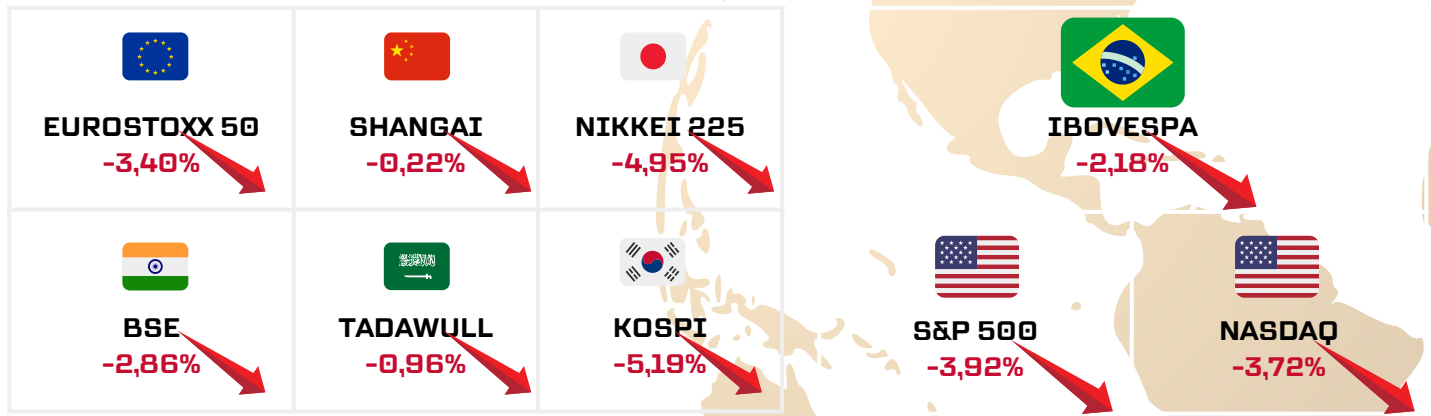 EUROSTOXX 50
-3,40%
SHANGAI
-0,22%
NIKKEI 225
-4,95%
IBOVESPA
-2,18%
BSE
-2,86%
TADAWULL
-0,96%
KOSPI
-5,19%
S&P 500
-3,92%
NASDAQ
-3,72%